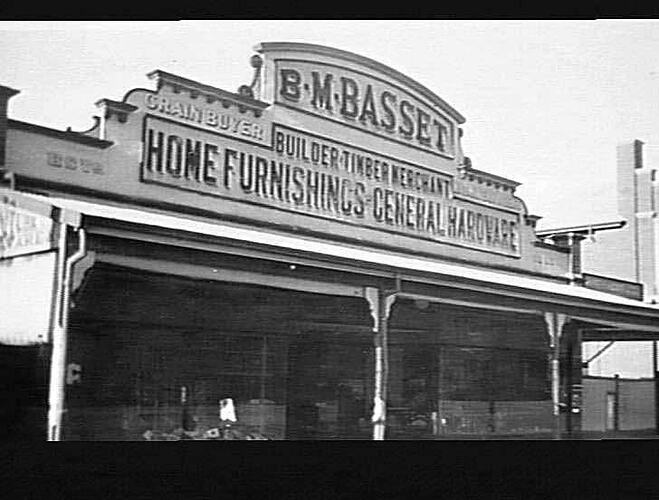 B·M·BASSET
GRAIN BUYER
BUILDER·TIMBER MERCHANT
HOME FURNISHINGS·GENERAL HARDWARE